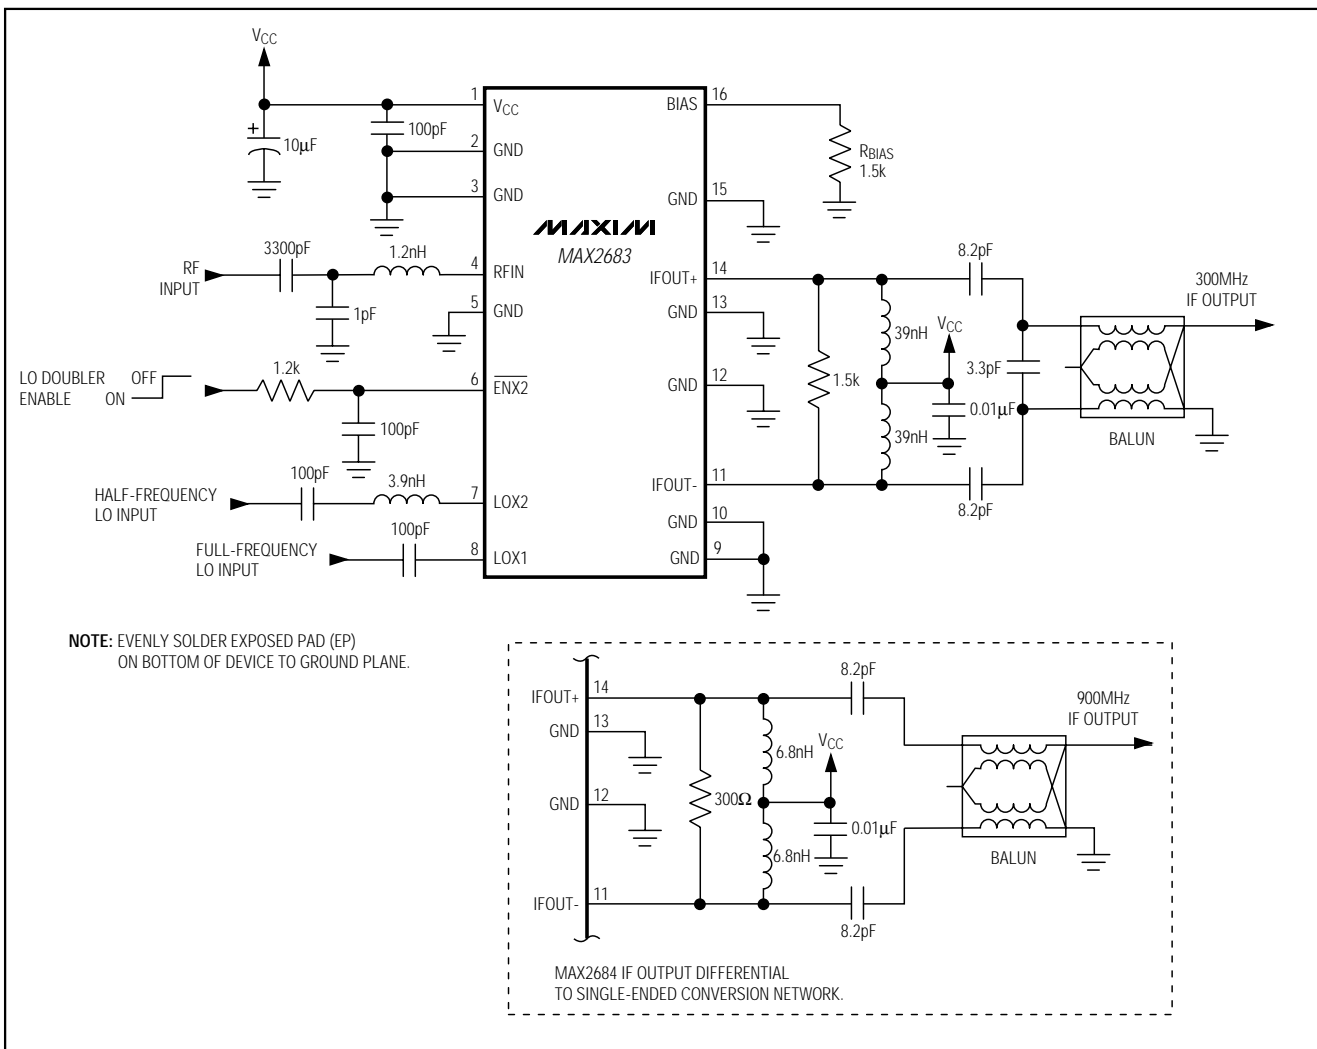 VCC
1
VCC
100pF
+
10µF
2
GND
3
GND
3300pF
1.2nH
4
RFIN
RF
INPUT
1pF
5
GND
1.2k
LO DOUBLER
ENABLE
OFF
ON
6
ENX2
100pF
100pF
3.9nH
7
LOX2
HALF-FREQUENCY
LO INPUT
100pF
8
LOX1
FULL-FREQUENCY
LO INPUT
MAXIM
MAX2683
BIAS
16
RBIAS
1.5k
GND
15
IFOUT+
14
GND
13
GND
12
IFOUT-
11
GND
10
GND
9
8.2pF
39nH
VCC
1.5k
39nH
0.01µF
3.3pF
8.2pF
300MHz
IF OUTPUT
BALUN
NOTE: EVENLY SOLDER EXPOSED PAD (EP)
ON BOTTOM OF DEVICE TO GROUND PLANE.
IFOUT+
14
GND
13
GND
12
IFOUT-
11
8.2pF
6.8nH
VCC
300Ω
0.01µF
6.8nH
8.2pF
900MHz
IF OUTPUT
BALUN
MAX2684 IF OUTPUT DIFFERENTIAL
TO SINGLE-ENDED CONVERSION NETWORK.